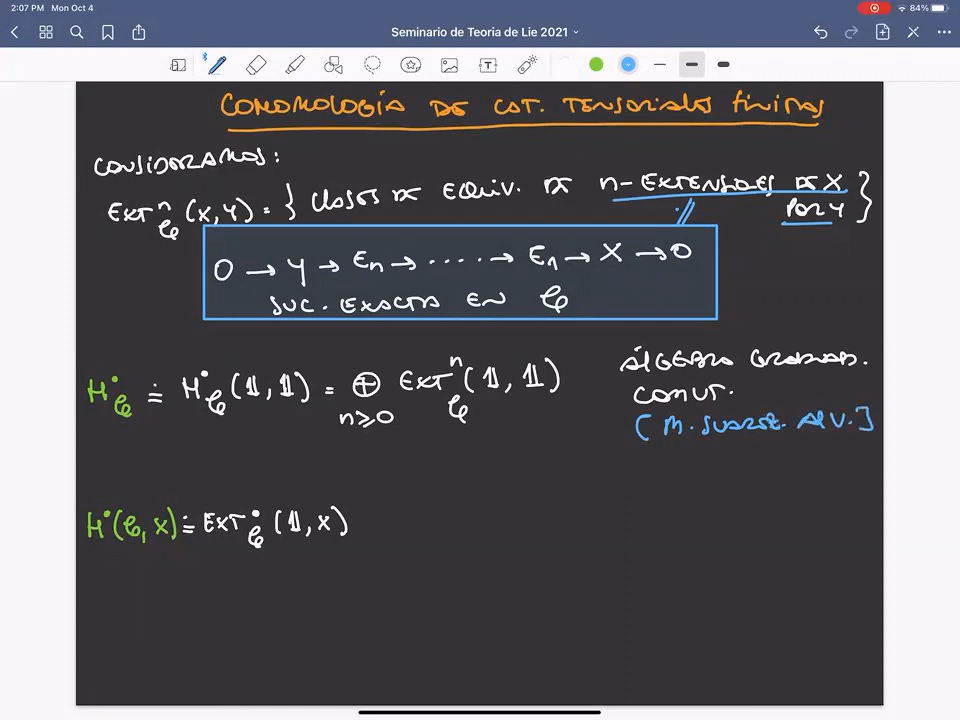 2:07 PM Mon Oct 4
84%
Seminario de Teoria de Lie 2021
COHOMOLOGÍA DE CAT. TENSORIALES FINITAS
CONSIDERAMOS:
EXT^n_𝒞 (X,Y) = { CLASES DE EQUIV. DE n-EXTENSIONES DE X POR Y }
0 → Y → E_n → ..... → E_1 → X → 0
SUC. EXACTA EN 𝒞
H^•_𝒞 ≐ H^•_𝒞 (𝟙, 𝟙) = ⊕_{n≥0} EXT^n_𝒞 (𝟙, 𝟙)
ÁLGEBRA GRADUAD.
CONMUT.
[M. SUAREZ. ALV.]
H^•(𝒞, X) ≐ EXT^•_𝒞 (𝟙, X)